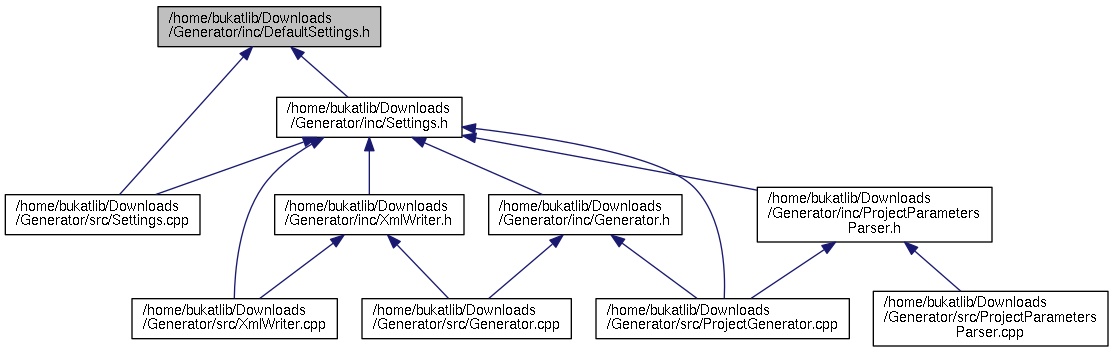 /home/bukatlib/Downloads
/Generator/inc/DefaultSettings.h
/home/bukatlib/Downloads
/Generator/inc/Settings.h
/home/bukatlib/Downloads
/Generator/src/Settings.cpp
/home/bukatlib/Downloads
/Generator/inc/XmlWriter.h
/home/bukatlib/Downloads
/Generator/inc/Generator.h
/home/bukatlib/Downloads
/Generator/inc/ProjectParameters
Parser.h
/home/bukatlib/Downloads
/Generator/src/XmlWriter.cpp
/home/bukatlib/Downloads
/Generator/src/Generator.cpp
/home/bukatlib/Downloads
/Generator/src/ProjectGenerator.cpp
/home/bukatlib/Downloads
/Generator/src/ProjectParameters
Parser.cpp